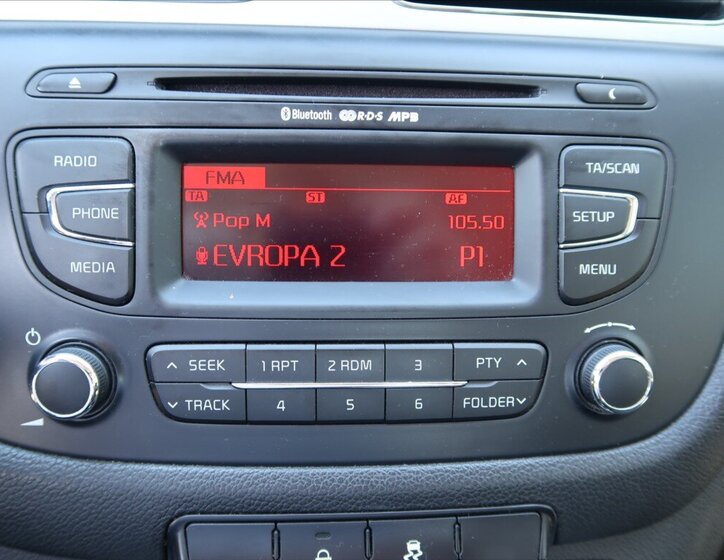 Bluetooth R·D·S MP3
RADIO
PHONE
MEDIA
FMA
TA ST AF
Pop M 105.50
EVROPA 2 P1
TA/SCAN
SETUP
MENU
SEEK 1 RPT 2 RDM 3 PTY
TRACK 4 5 6 FOLDER